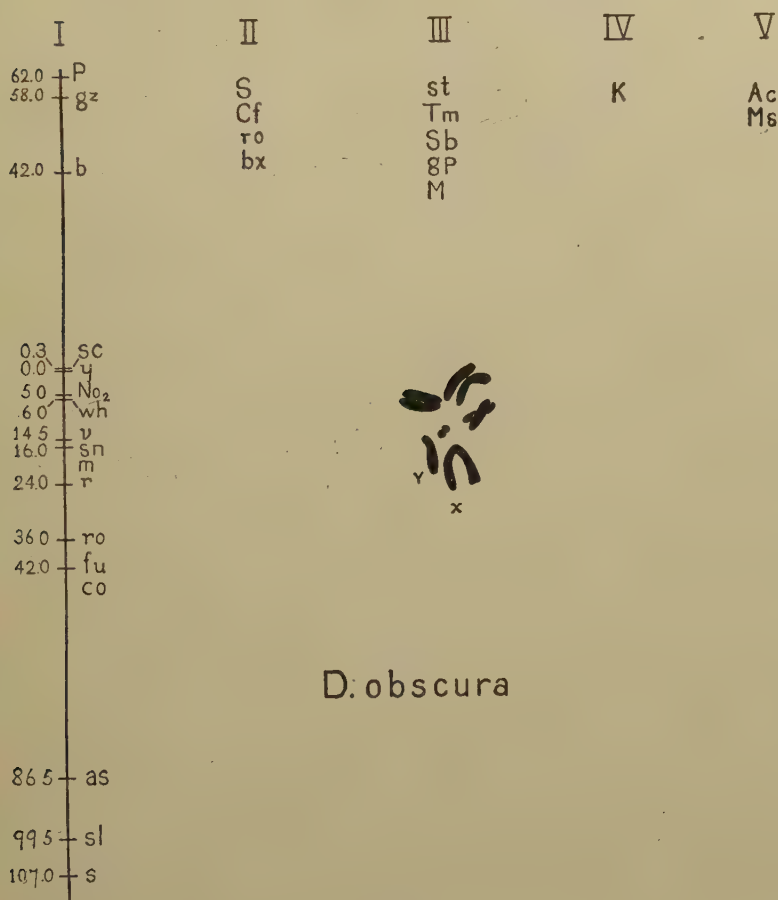 I II III IV V
62.0 P
58.0 gz
42.0 b
0.3 sc
0.0 y
5 0 No₂
.6 0 wh
14 5 v
16.0 sn
m
24.0 r
36 0 ro
42.0 fu
co
86 5 as
99 5 sl
107.0 s
S
Cf
ro
bx
st
Tm
Sb
gP
M
K
Ac
Ms
Y
X
D. obscura